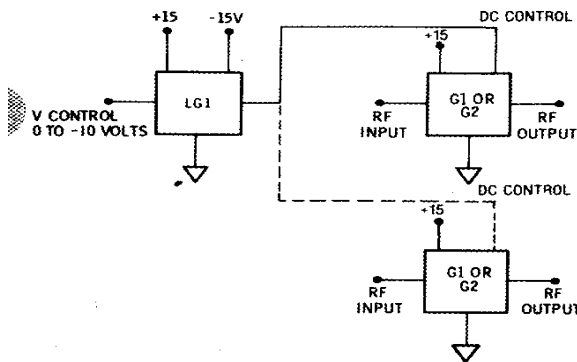 +15
-15V
DC CONTROL
+15
LG1
G1 OR
G2
V CONTROL
0 TO -10 VOLTS
RF
INPUT
RF
OUTPUT
DC CONTROL
+15
G1 OR
G2
RF
INPUT
RF
OUTPUT